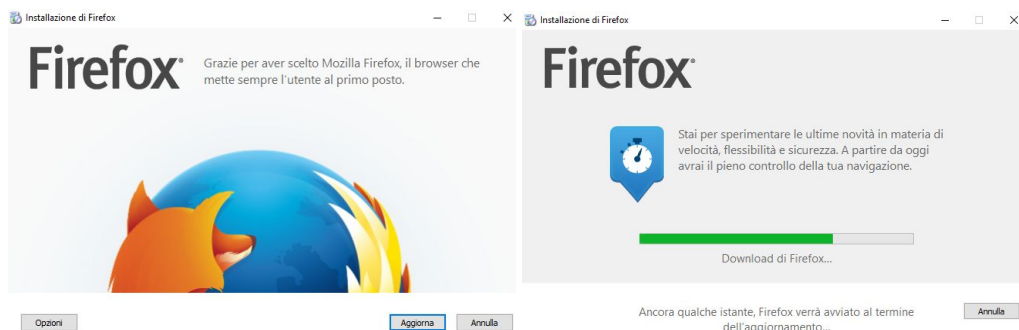 Installazione di Firefox
Firefox
Grazie per aver scelto Mozilla Firefox, il browser che
mette sempre l'utente al primo posto.
Opzioni
Aggiorna
Annulla
Installazione di Firefox
Firefox
Stai per sperimentare le ultime novità in materia di
velocità, flessibilità e sicurezza. A partire da oggi
avrai il pieno controllo della tua navigazione.
Download di Firefox...
Ancora qualche istante, Firefox verrà avviato al termine
dell'aggiornamento...
Annulla